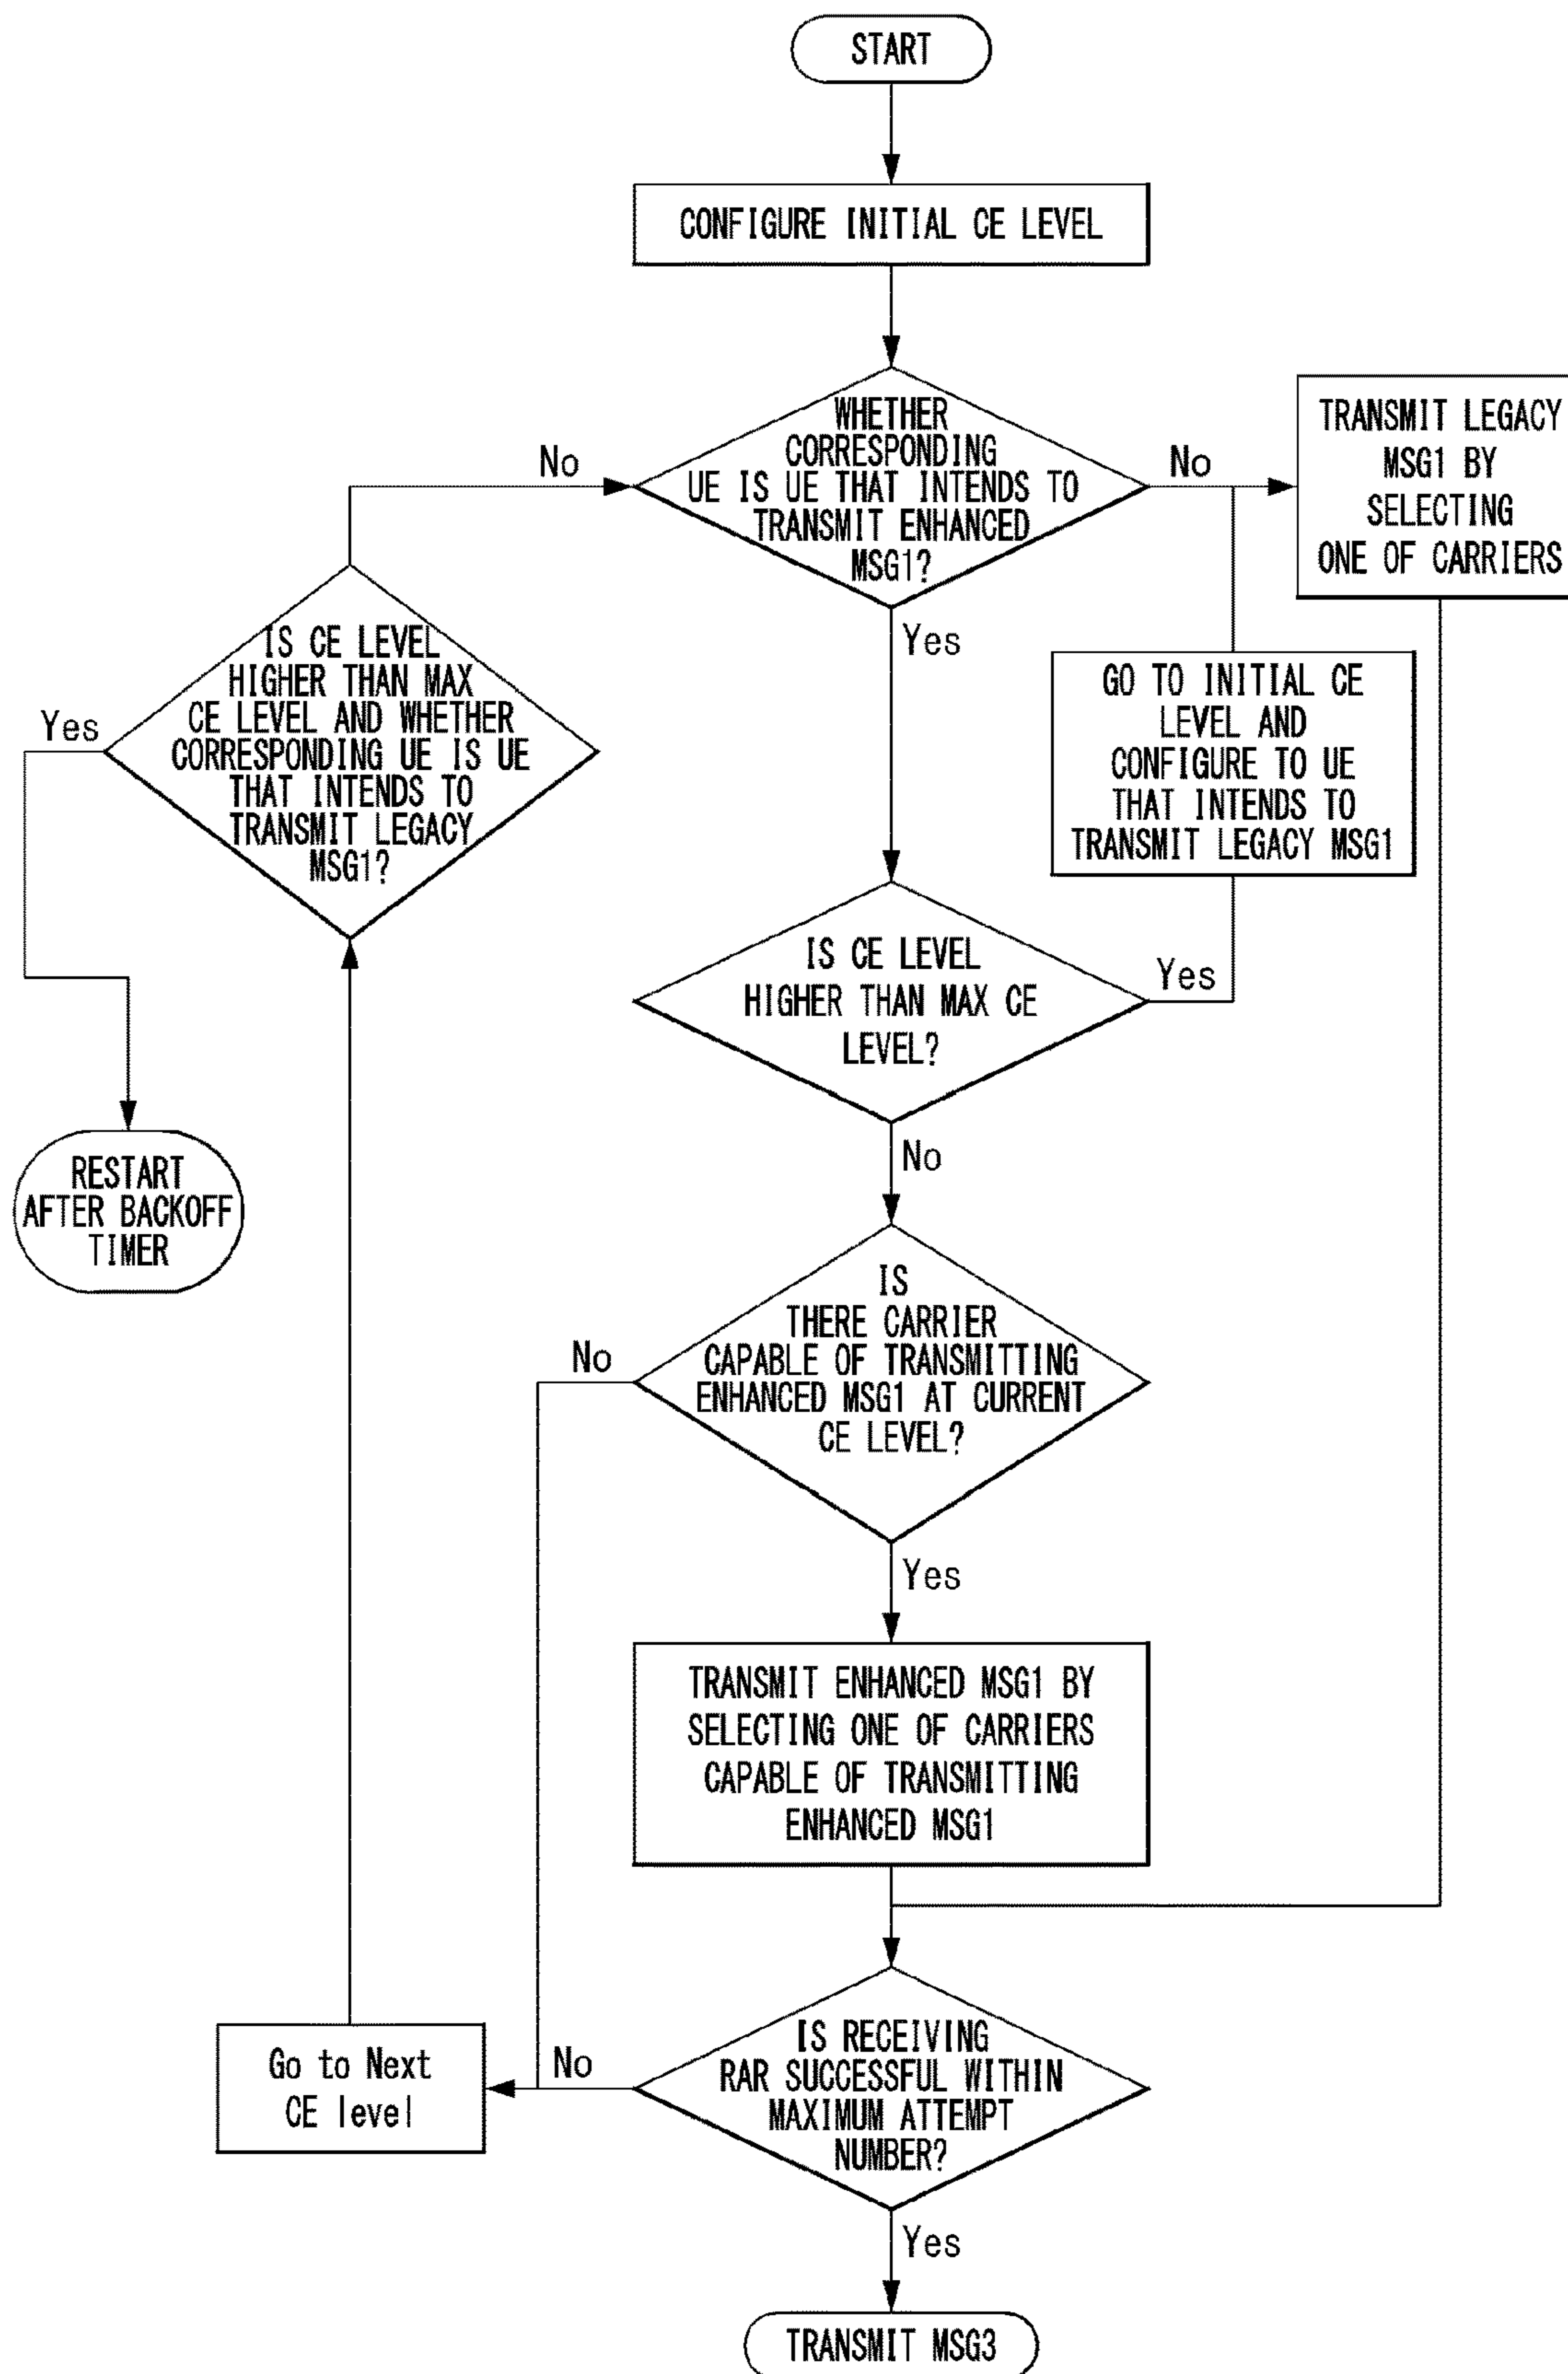 START
CONFIGURE INITIAL CE LEVEL
WHETHER
CORRESPONDING
UE IS UE THAT INTENDS TO
TRANSMIT ENHANCED
MSG1?
No
No
Yes
TRANSMIT LEGACY
MSG1 BY
SELECTING
ONE OF CARRIERS
IS CE LEVEL
HIGHER THAN MAX
CE LEVEL AND WHETHER
CORRESPONDING UE IS UE
THAT INTENDS TO
TRANSMIT LEGACY
MSG1?
Yes
GO TO INITIAL CE
LEVEL AND
CONFIGURE TO UE
THAT INTENDS TO
TRANSMIT LEGACY MSG1
IS CE LEVEL
HIGHER THAN MAX CE
LEVEL?
Yes
No
RESTART
AFTER BACKOFF
TIMER
IS
THERE CARRIER
CAPABLE OF TRANSMITTING
ENHANCED MSG1 AT CURRENT
CE LEVEL?
No
Yes
TRANSMIT ENHANCED MSG1 BY
SELECTING ONE OF CARRIERS
CAPABLE OF TRANSMITTING
ENHANCED MSG1
IS RECEIVING
RAR SUCCESSFUL WITHIN
MAXIMUM ATTEMPT
NUMBER?
No
Go to Next
CE level
Yes
TRANSMIT MSG3